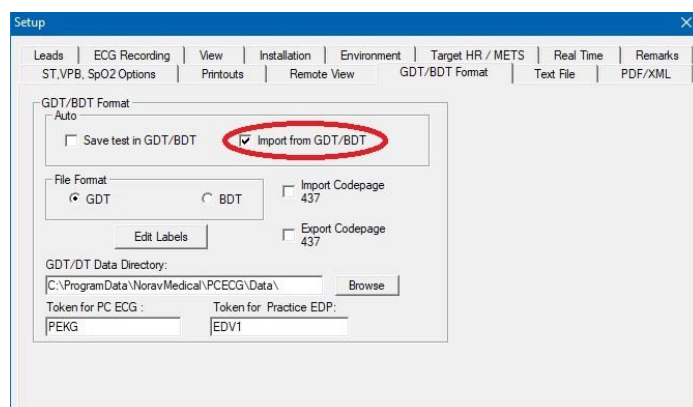 Setup
Leads ECG Recording View Installation Environment Target HR / METS Real Time Remarks
ST,VPB, SpO2 Options Printouts Remote View GDT/BDT Format Text File PDF/XML
GDT/BDT Format
Auto
Save test in GDT/BDT Import from GDT/BDT
File Format
GDT BDT
Import Codepage
437
Edit Labels
Export Codepage
437
GDT/DT Data Directory:
C:\ProgramData\NoravMedical\PCECG\Data\ Browse
Token for PC ECG : Token for Practice EDP:
PEKG EDV1